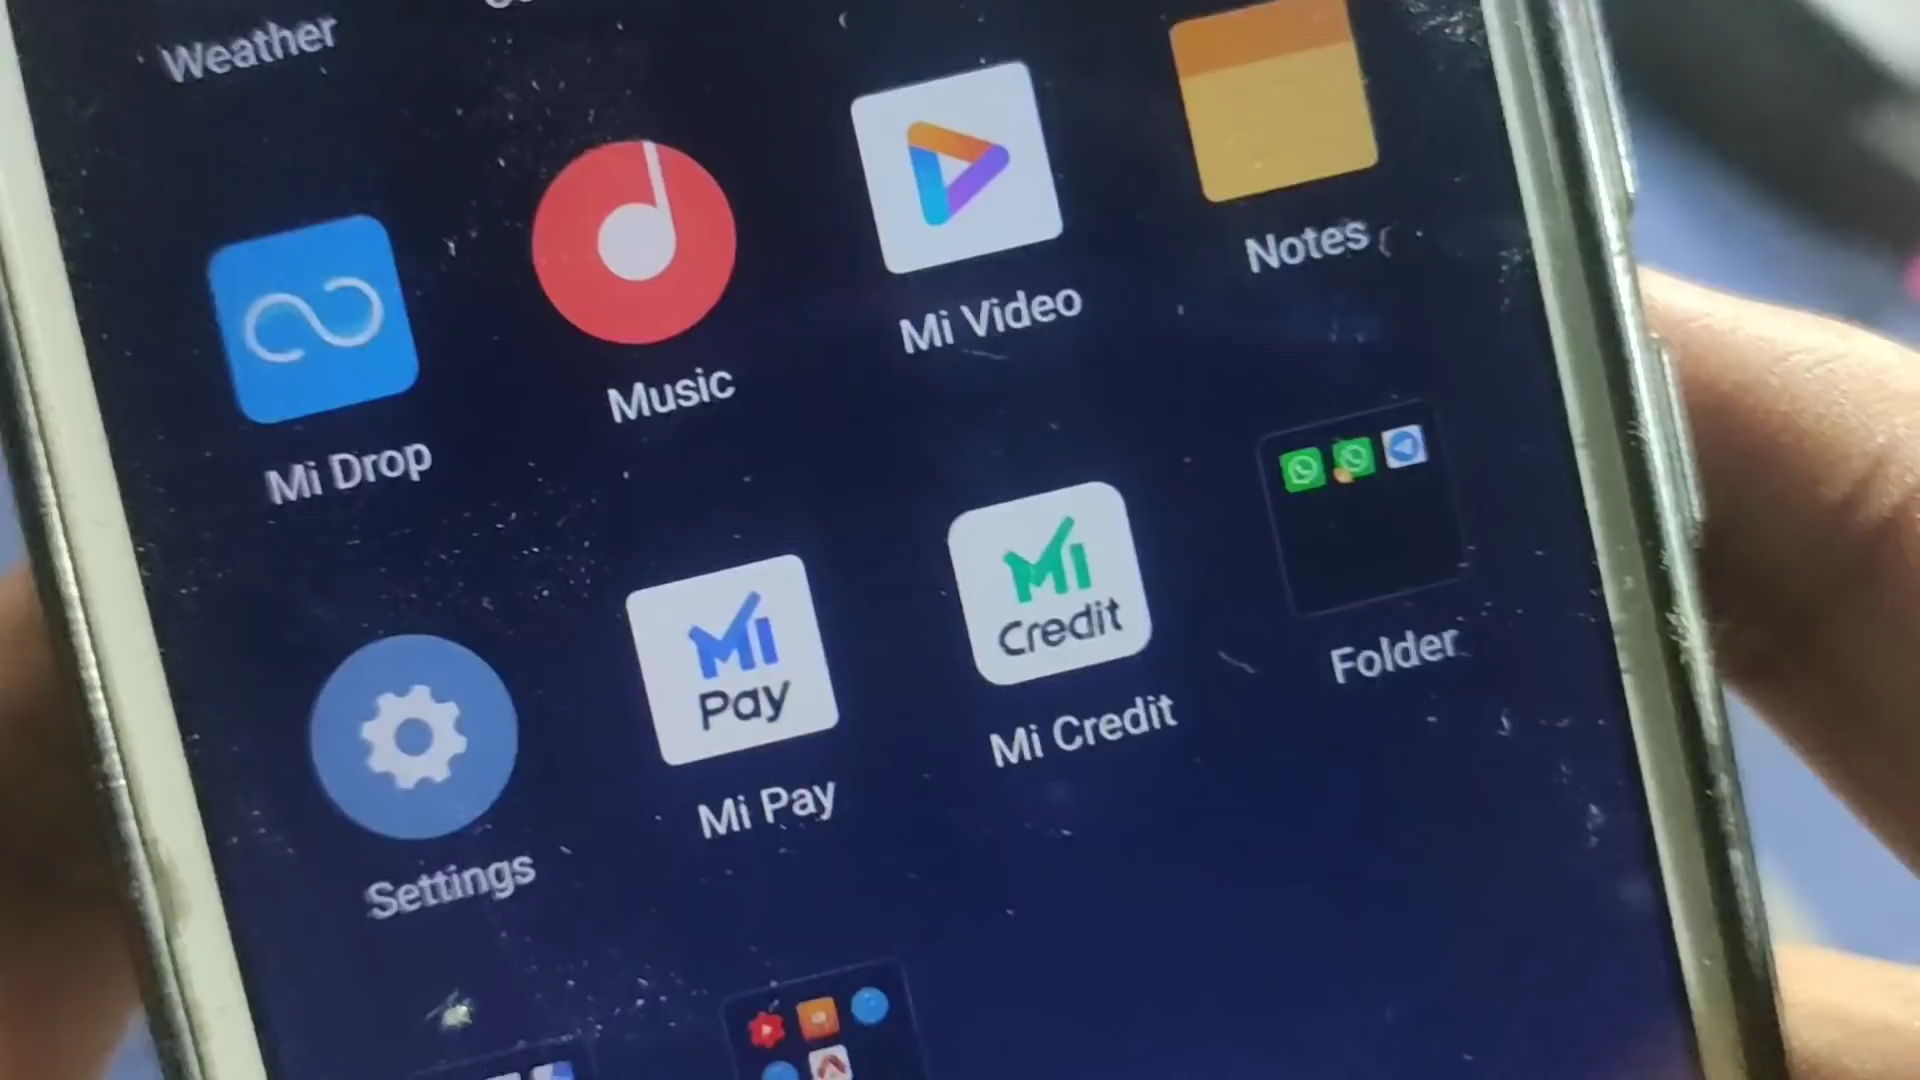 Weather
Mi Drop
Music
Mi Video
Notes
Settings
MI
Pay
Mi Pay
MI
Credit
Mi Credit
Folder